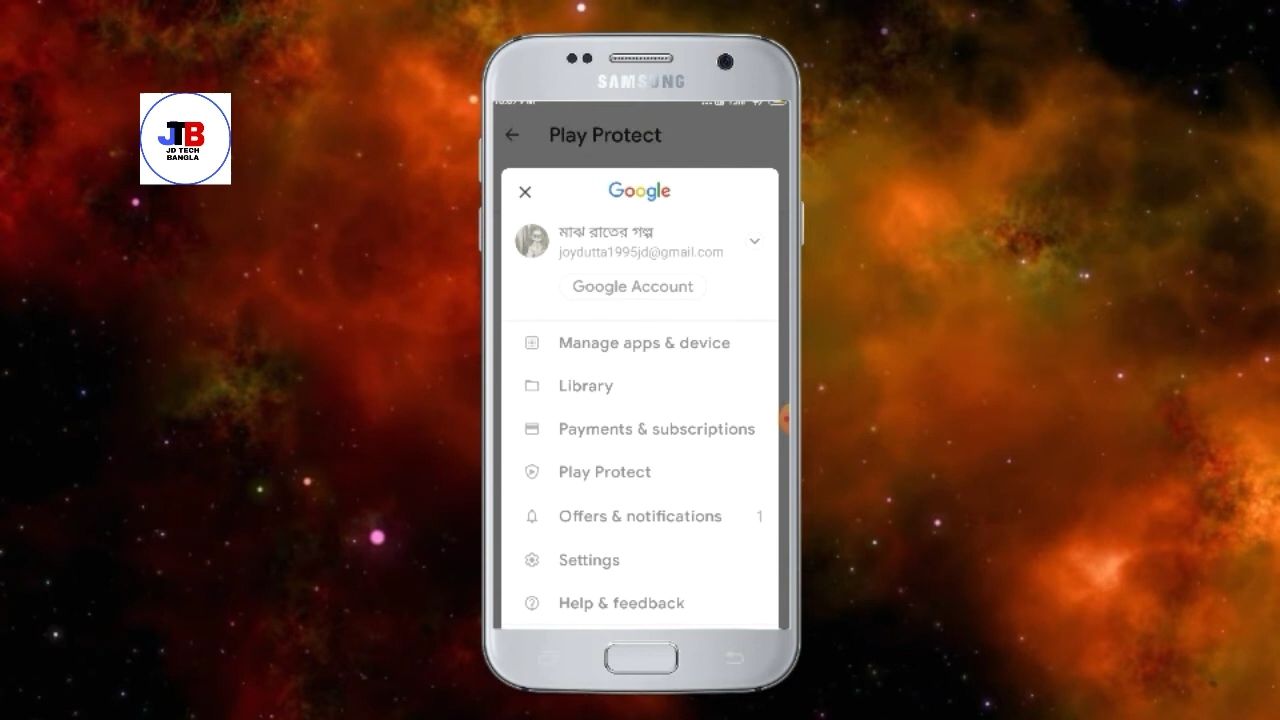 JTB
JD TECH
BANGLA
SAMSUNG
Play Protect
Google
মাঝ রাতের গল্প
joydutta1995jd@gmail.com
Google Account
Manage apps & device
Library
Payments & subscriptions
Play Protect
Offers & notifications 1
Settings
Help & feedback